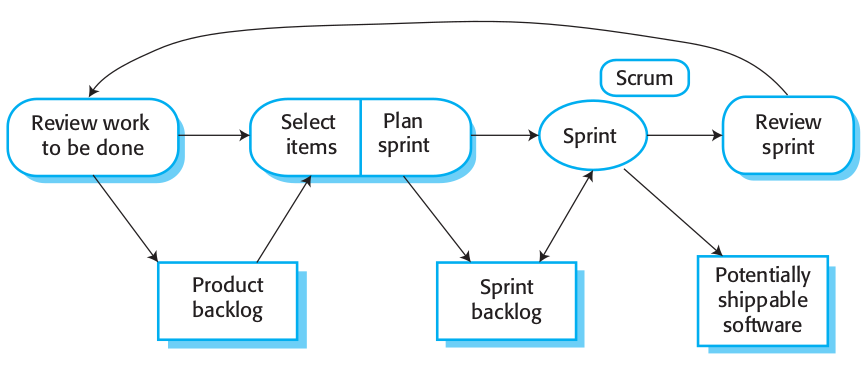 Scrum
Review work
to be done
Select
items
Plan
sprint
Sprint
Review
sprint
Product
backlog
Sprint
backlog
Potentially
shippable
software